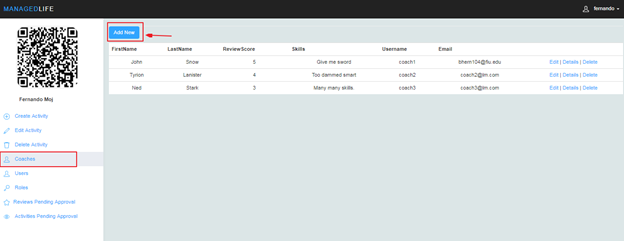 MANAGEDLIFE
fernando
Fernando Moj
Create Activity
Edit Activity
Delete Activity
Coaches
Users
Roles
Reviews Pending Approval
Activities Pending Approval
Add New
FirstName LastName ReviewScore Skills Username Email
John Snow 5 Give me sword coach1 bhern104@fiu.edu Edit | Details | Delete
Tyrion Lanister 4 Too dammed smart coach2 coach2@lm.com Edit | Details | Delete
Ned Stark 3 Many many skills coach3 coach3@lm.com Edit | Details | Delete